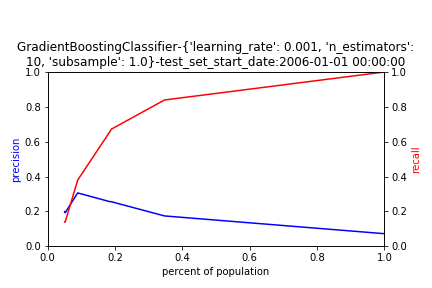 GradientBoostingClassifier-{'learning_rate': 0.001, 'n_estimators':
10, 'subsample': 1.0}-test_set_start_date:2006-01-01 00:00:00
1.0 1.0
0.8 0.8
0.6 0.6
precision recall
0.4 0.4
0.2 0.2
0.0 0.0
0.0 0.2 0.4 0.6 0.8 1.0
percent of population